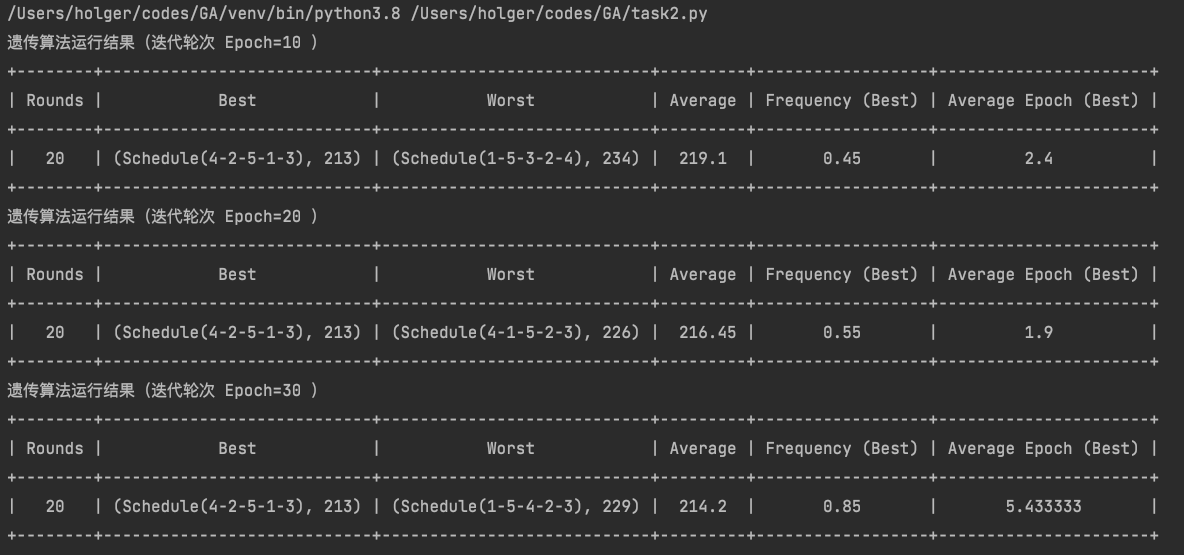 /Users/holger/codes/GA/venv/bin/python3.8 /Users/holger/codes/GA/task2.py
遗传算法运行结果（迭代轮次 Epoch=10 ）
+--------+----------------------------+----------------------------+---------+------------------+----------------------+
| Rounds |            Best            |           Worst            | Average | Frequency (Best) | Average Epoch (Best) |
+--------+----------------------------+----------------------------+---------+------------------+----------------------+
|   20   | (Schedule(4-2-5-1-3), 213) | (Schedule(1-5-3-2-4), 234) |  219.1  |       0.45       |         2.4          |
+--------+----------------------------+----------------------------+---------+------------------+----------------------+
遗传算法运行结果（迭代轮次 Epoch=20 ）
+--------+----------------------------+----------------------------+---------+------------------+----------------------+
| Rounds |            Best            |           Worst            | Average | Frequency (Best) | Average Epoch (Best) |
+--------+----------------------------+----------------------------+---------+------------------+----------------------+
|   20   | (Schedule(4-2-5-1-3), 213) | (Schedule(4-1-5-2-3), 226) |  216.45 |       0.55       |         1.9          |
+--------+----------------------------+----------------------------+---------+------------------+----------------------+
遗传算法运行结果（迭代轮次 Epoch=30 ）
+--------+----------------------------+----------------------------+---------+------------------+----------------------+
| Rounds |            Best            |           Worst            | Average | Frequency (Best) | Average Epoch (Best) |
+--------+----------------------------+----------------------------+---------+------------------+----------------------+
|   20   | (Schedule(4-2-5-1-3), 213) | (Schedule(1-5-4-2-3), 229) |  214.2  |       0.85       |       5.433333       |
+--------+----------------------------+----------------------------+---------+------------------+----------------------+